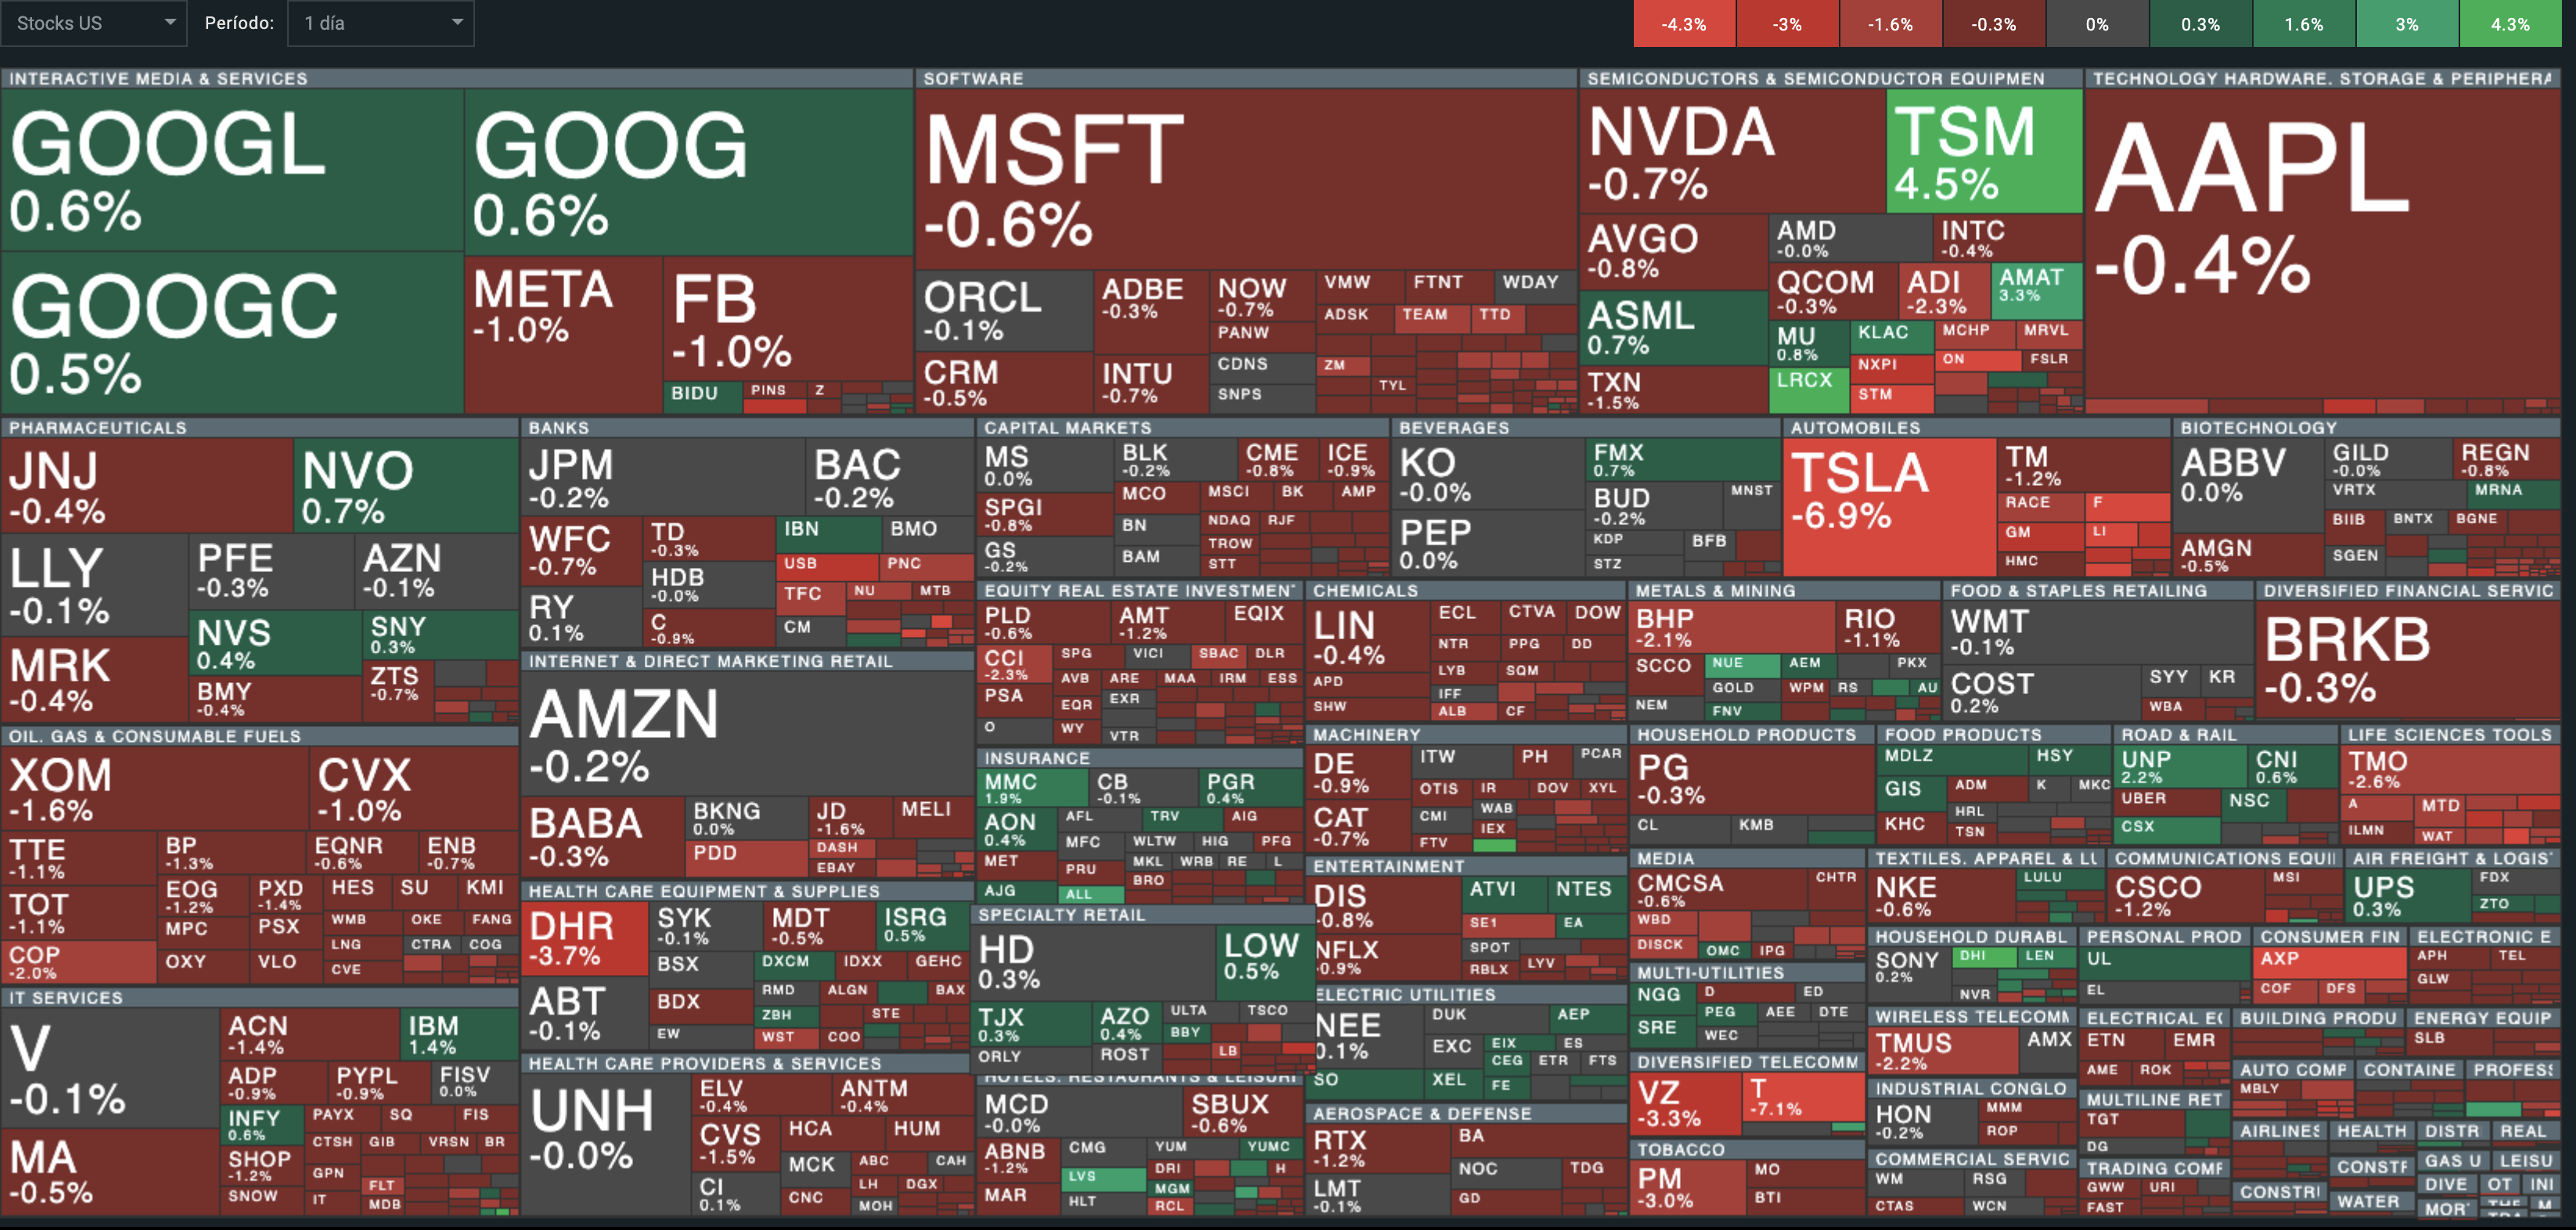 Stocks US Período: 1 día -4.3% -3% -1.6% -0.3% 0% 0.3% 1.6% 3% 4.3%
INTERACTIVE MEDIA & SERVICES
GOOGL
0.6%
GOOG
0.6%
GOOGC
0.5%
META
-1.0%
FB
-1.0%
BIDU
PINS
Z
SOFTWARE
MSFT
-0.6%
ORCL
-0.1%
ADBE
-0.3%
NOW
-0.7%
VMW
FTNT
WDAY
ADSK
TEAM
TTD
PANW
CRM
-0.5%
INTU
-0.7%
CDNS
SNPS
ZM
TYL
SEMICONDUCTORS & SEMICONDUCTOR EQUIPMEN
NVDA
-0.7%
TSM
4.5%
AVGO
-0.8%
AMD
-0.0%
INTC
-0.4%
QCOM
-0.3%
ADI
-2.3%
AMAT
3.3%
ASML
0.7%
MU
0.8%
KLAC
MCHP
MRVL
NXPI
ON
FSLR
TXN
-1.5%
LRCX
STM
TECHNOLOGY HARDWARE. STORAGE & PERIPHERA
AAPL
-0.4%
PHARMACEUTICALS
JNJ
-0.4%
NVO
0.7%
LLY
-0.1%
PFE
-0.3%
AZN
-0.1%
NVS
0.4%
SNY
0.3%
MRK
-0.4%
BMY
-0.4%
ZTS
-0.7%
BANKS
JPM
-0.2%
BAC
-0.2%
WFC
-0.7%
TD
-0.3%
IBN
BMO
HDB
-0.0%
USB
PNC
RY
0.1%
C
-0.9%
TFC
NU
MTB
CM
CAPITAL MARKETS
MS
0.0%
BLK
-0.2%
CME
-0.8%
ICE
-0.9%
SPGI
-0.8%
MCO
MSCI
BK
AMP
BN
NDAQ
RJF
GS
-0.2%
BAM
TROW
STT
BEVERAGES
KO
-0.0%
FMX
0.7%
BUD
-0.2%
MNST
PEP
0.0%
KDP
BFB
STZ
AUTOMOBILES
TSLA
-6.9%
TM
-1.2%
RACE
F
GM
LI
HMC
BIOTECHNOLOGY
ABBV
0.0%
GILD
-0.0%
REGN
-0.8%
VRTX
MRNA
BIIB
BNTX
BGNE
AMGN
-0.5%
SGEN
EQUITY REAL ESTATE INVESTMEN
PLD
-0.6%
AMT
-1.2%
EQIX
CCI
-2.3%
SPG
VICI
SBAC
DLR
AVB
ARE
MAA
IRM
ESS
PSA
EQR
EXR
O
WY
VTR
CHEMICALS
LIN
-0.4%
ECL
CTVA
DOW
NTR
PPG
DD
APD
LYB
SQM
IFF
SHW
ALB
CF
METALS & MINING
BHP
-2.1%
RIO
-1.1%
SCCO
NUE
AEM
PKX
GOLD
WPM
RS
AU
NEM
FNV
FOOD & STAPLES RETAILING
WMT
-0.1%
COST
0.2%
SYY
KR
WBA
DIVERSIFIED FINANCIAL SERVIC
BRKB
-0.3%
OIL. GAS & CONSUMABLE FUELS
XOM
-1.6%
CVX
-1.0%
TTE
-1.1%
BP
-1.3%
EQNR
-0.6%
ENB
-0.7%
TOT
-1.1%
EOG
-1.2%
PXD
-1.4%
HES
SU
KMI
WMB
OKE
FANG
COP
-2.0%
MPC
PSX
LNG
CTRA
COG
OXY
VLO
CVE
INTERNET & DIRECT MARKETING RETAIL
AMZN
-0.2%
BABA
-0.3%
BKNG
0.0%
JD
-1.6%
MELI
PDD
DASH
EBAY
INSURANCE
MMC
1.9%
CB
-0.1%
PGR
0.4%
AON
0.4%
AFL
TRV
AIG
MFC
WLTW
HIG
PFG
MET
PRU
MKL
WRB
RE
L
BRO
AJG
ALL
MACHINERY
DE
-0.9%
ITW
PH
PCAR
OTIS
IR
DOV
XYL
CAT
-0.7%
CMI
WAB
IEX
FTV
HOUSEHOLD PRODUCTS
PG
-0.3%
CL
KMB
FOOD PRODUCTS
MDLZ
HSY
GIS
ADM
K
MKC
HRL
KHC
TSN
ROAD & RAIL
UNP
2.2%
CNI
0.6%
UBER
NSC
CSX
LIFE SCIENCES TOOLS
TMO
-2.6%
A
MTD
ILMN
WAT
HEALTH CARE EQUIPMENT & SUPPLIES
DHR
-3.7%
SYK
-0.1%
MDT
-0.5%
ISRG
0.5%
BSX
DXCM
IDXX
GEHC
ABT
-0.1%
BDX
RMD
ALGN
BAX
ZBH
STE
EW
WST
COO
SPECIALTY RETAIL
HD
0.3%
LOW
0.5%
TJX
0.3%
AZO
0.4%
ULTA
TSCO
BBY
ORLY
ROST
LB
ENTERTAINMENT
DIS
-0.8%
ATVI
NTES
SE1
EA
NFLX
-0.9%
SPOT
RBLX
LYV
MEDIA
CMCSA
-0.6%
CHTR
WBD
DISCK
OMC
IPG
TEXTILES. APPAREL & LU
NKE
-0.6%
LULU
COMMUNICATIONS EQUI
CSCO
-1.2%
MSI
AIR FREIGHT & LOGIS
UPS
0.3%
FDX
ZTO
IT SERVICES
V
-0.1%
ACN
-1.4%
IBM
1.4%
ADP
-0.9%
PYPL
-0.9%
FISV
0.0%
INFY
0.6%
PAYX
SQ
FIS
MA
-0.5%
CTSH
GIB
VRSN
BR
SHOP
-1.2%
GPN
FLT
SNOW
IT
MDB
HEALTH CARE PROVIDERS & SERVICES
UNH
-0.0%
ELV
-0.4%
ANTM
-0.4%
CVS
-1.5%
HCA
HUM
MCK
ABC
CAH
CI
0.1%
CNC
LH
DGX
MOH
HOTELS. RESTAURANTS & LEISURI
MCD
-0.0%
SBUX
-0.6%
ABNB
-1.2%
CMG
YUM
YUMC
LVS
DRI
H
MAR
HLT
MGM
RCL
ELECTRIC UTILITIES
NEE
0.1%
DUK
AEP
EXC
EIX
ES
CEG
ETR
FTS
SO
XEL
FE
AEROSPACE & DEFENSE
RTX
-1.2%
BA
LMT
-0.1%
NOC
TDG
GD
MULTI-UTILITIES
NGG
D
ED
PEG
AEE
DTE
SRE
WEC
DIVERSIFIED TELECOMM
VZ
-3.3%
T
-7.1%
TOBACCO
PM
-3.0%
MO
BTI
HOUSEHOLD DURABL
SONY
0.2%
DHI
LEN
NVR
PERSONAL PROD
UL
EL
CONSUMER FIN
AXP
COF
DFS
ELECTRONIC E
APH
TEL
GLW
WIRELESS TELECOMM
TMUS
-2.2%
AMX
ELECTRICAL E
ETN
EMR
AME
ROK
BUILDING PRODU
ENERGY EQUIP
SLB
INDUSTRIAL CONGLO
HON
-0.2%
MMM
ROP
MULTILINE RET
TGT
DG
AUTO COMP
MBLY
CONTAINE
PROFES
COMMERCIAL SERVIC
WM
RSG
CTAS
WCN
TRADING COMP
GWW
URI
FAST
AIRLINES
HEALTH
DISTR
REAL
CONSTRI
CONSTF
GAS U
LEISU
WATER
DIVE
OT
INI
MOR